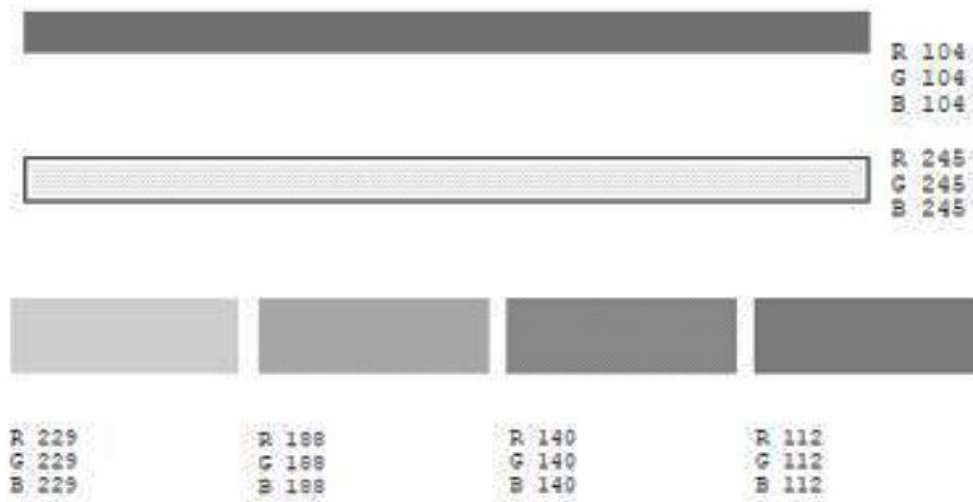 R 104
G 104
B 104
R 245
G 245
B 245
R 229
G 229
B 229
R 188
G 188
B 188
R 140
G 140
B 140
R 112
G 112
B 112